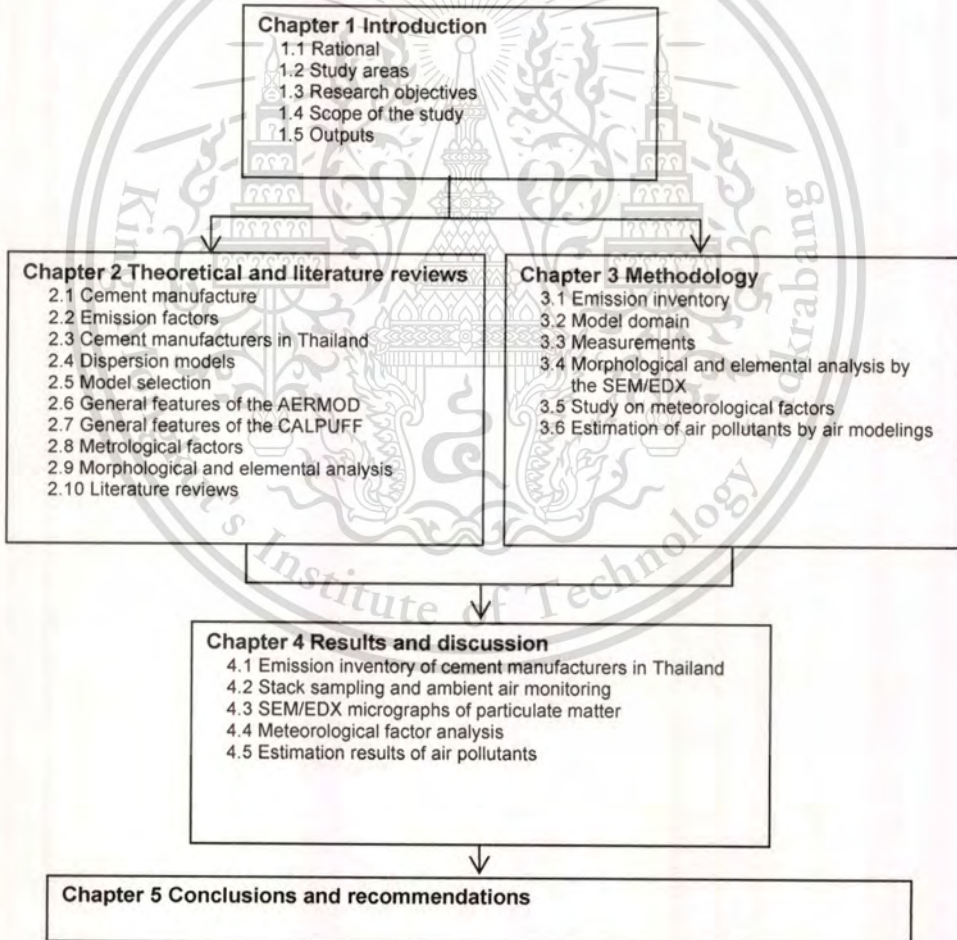 Chapter 1 Introduction
1.1 Rational
1.2 Study areas
1.3 Research objectives
1.4 Scope of the study
1.5 Outputs
Chapter 2 Theoretical and literature reviews
2.1 Cement manufacture
2.2 Emission factors
2.3 Cement manufacturers in Thailand
2.4 Dispersion models
2.5 Model selection
2.6 General features of the AERMOD
2.7 General features of the CALPUFF
2.8 Metrological factors
2.9 Morphological and elemental analysis
2.10 Literature reviews
Chapter 3 Methodology
3.1 Emission inventory
3.2 Model domain
3.3 Measurements
3.4 Morphological and elemental analysis by
the SEM/EDX
3.5 Study on meteorological factors
3.6 Estimation of air pollutants by air modelings
Chapter 4 Results and discussion
4.1 Emission inventory of cement manufacturers in Thailand
4.2 Stack sampling and ambient air monitoring
4.3 SEM/EDX micrographs of particulate matter
4.4 Meteorological factor analysis
4.5 Estimation results of air pollutants
Chapter 5 Conclusions and recommendations
Institute of Technology